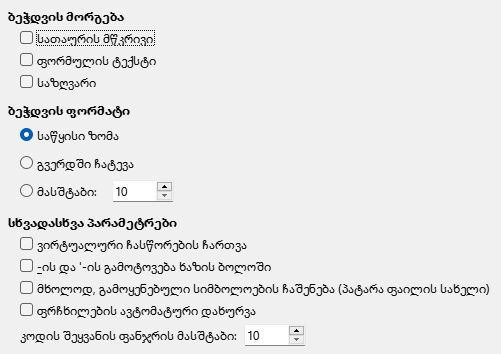 ბეჭდვის მორგება
სათაურის მწკრივი
ფორმულის ტექსტი
საზღვარი
ბეჭდვის ფორმატი
საწყისი ზომა
გვერდში ჩატევა
მასშტაბი: 10
სხვადასხვა პარამეტრები
ვირტუალური ჩასწორების ჩართვა
~-ის და '-ის გამოტოვება ხაზის ბოლოში
მხოლოდ, გამოყენებული სიმბოლოების ჩაშენება (პატარა ფაილის სახელი)
ფრჩხილების ავტომატური დახურვა
კოდის შეყვანის ფანჯრის მასშტაბი: 10